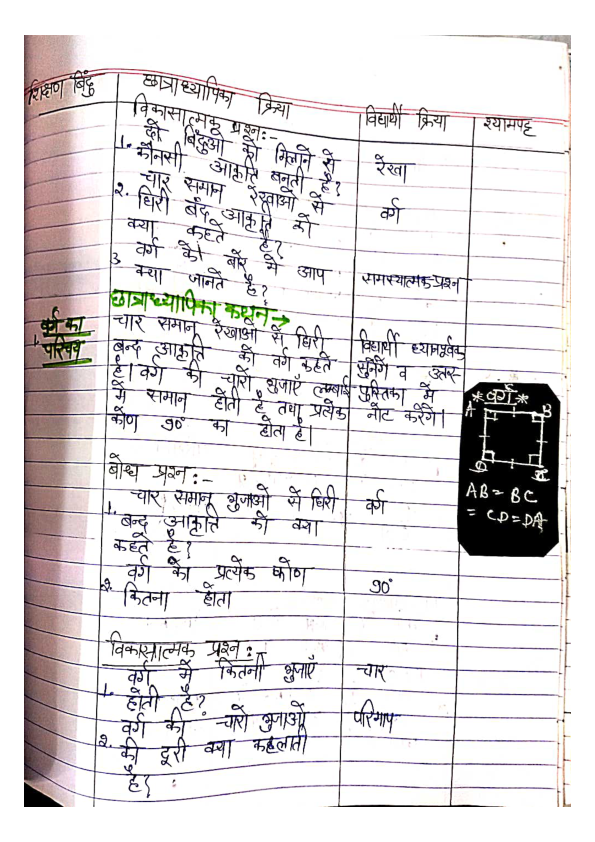 शिक्षण बिंदु
छात्राध्यापिका क्रिया
विद्यार्थी क्रिया
श्यामपट्ट
विकासात्मक प्रश्न:-
1. दो बिंदुओं को मिलाने से
कौनसी आकृति बनती है?
रेखा
2. चार समान रेखाओं से
घिरी बंद आकृति को
क्या कहते है?
वर्ग
3 वर्ग के बारे में आप
क्या जानते है?
समस्यात्मक प्रश्न
छात्राध्यापिका कथन→
वर्ग का
1. परिचय
चार समान रेखाओं से घिरी
बन्द आकृति को वर्ग कहते
है। वर्ग की चारों भुजाएँ लम्बाई
में समान होती है तथा प्रत्येक
कोण 90° का होता है।
विद्यार्थी ध्यानपूर्वक
सुनेंगे व उत्तर-
पुस्तिका में
नोट करेंगे।
*वर्ग*
A B
D C
AB = BC
= CD = DA
बोध प्रश्न:-
1. चार समान भुजाओं से घिरी
बन्द आकृति को क्या
कहते है?
वर्ग
2. वर्ग का प्रत्येक कोण
कितना होता
90°
विकासात्मक प्रश्न:-
1. वर्ग में कितनी भुजाएँ
होती है?
चार
2. वर्ग की चारों भुजाओं
की दूरी क्या कहलाती
है?
परिमाप